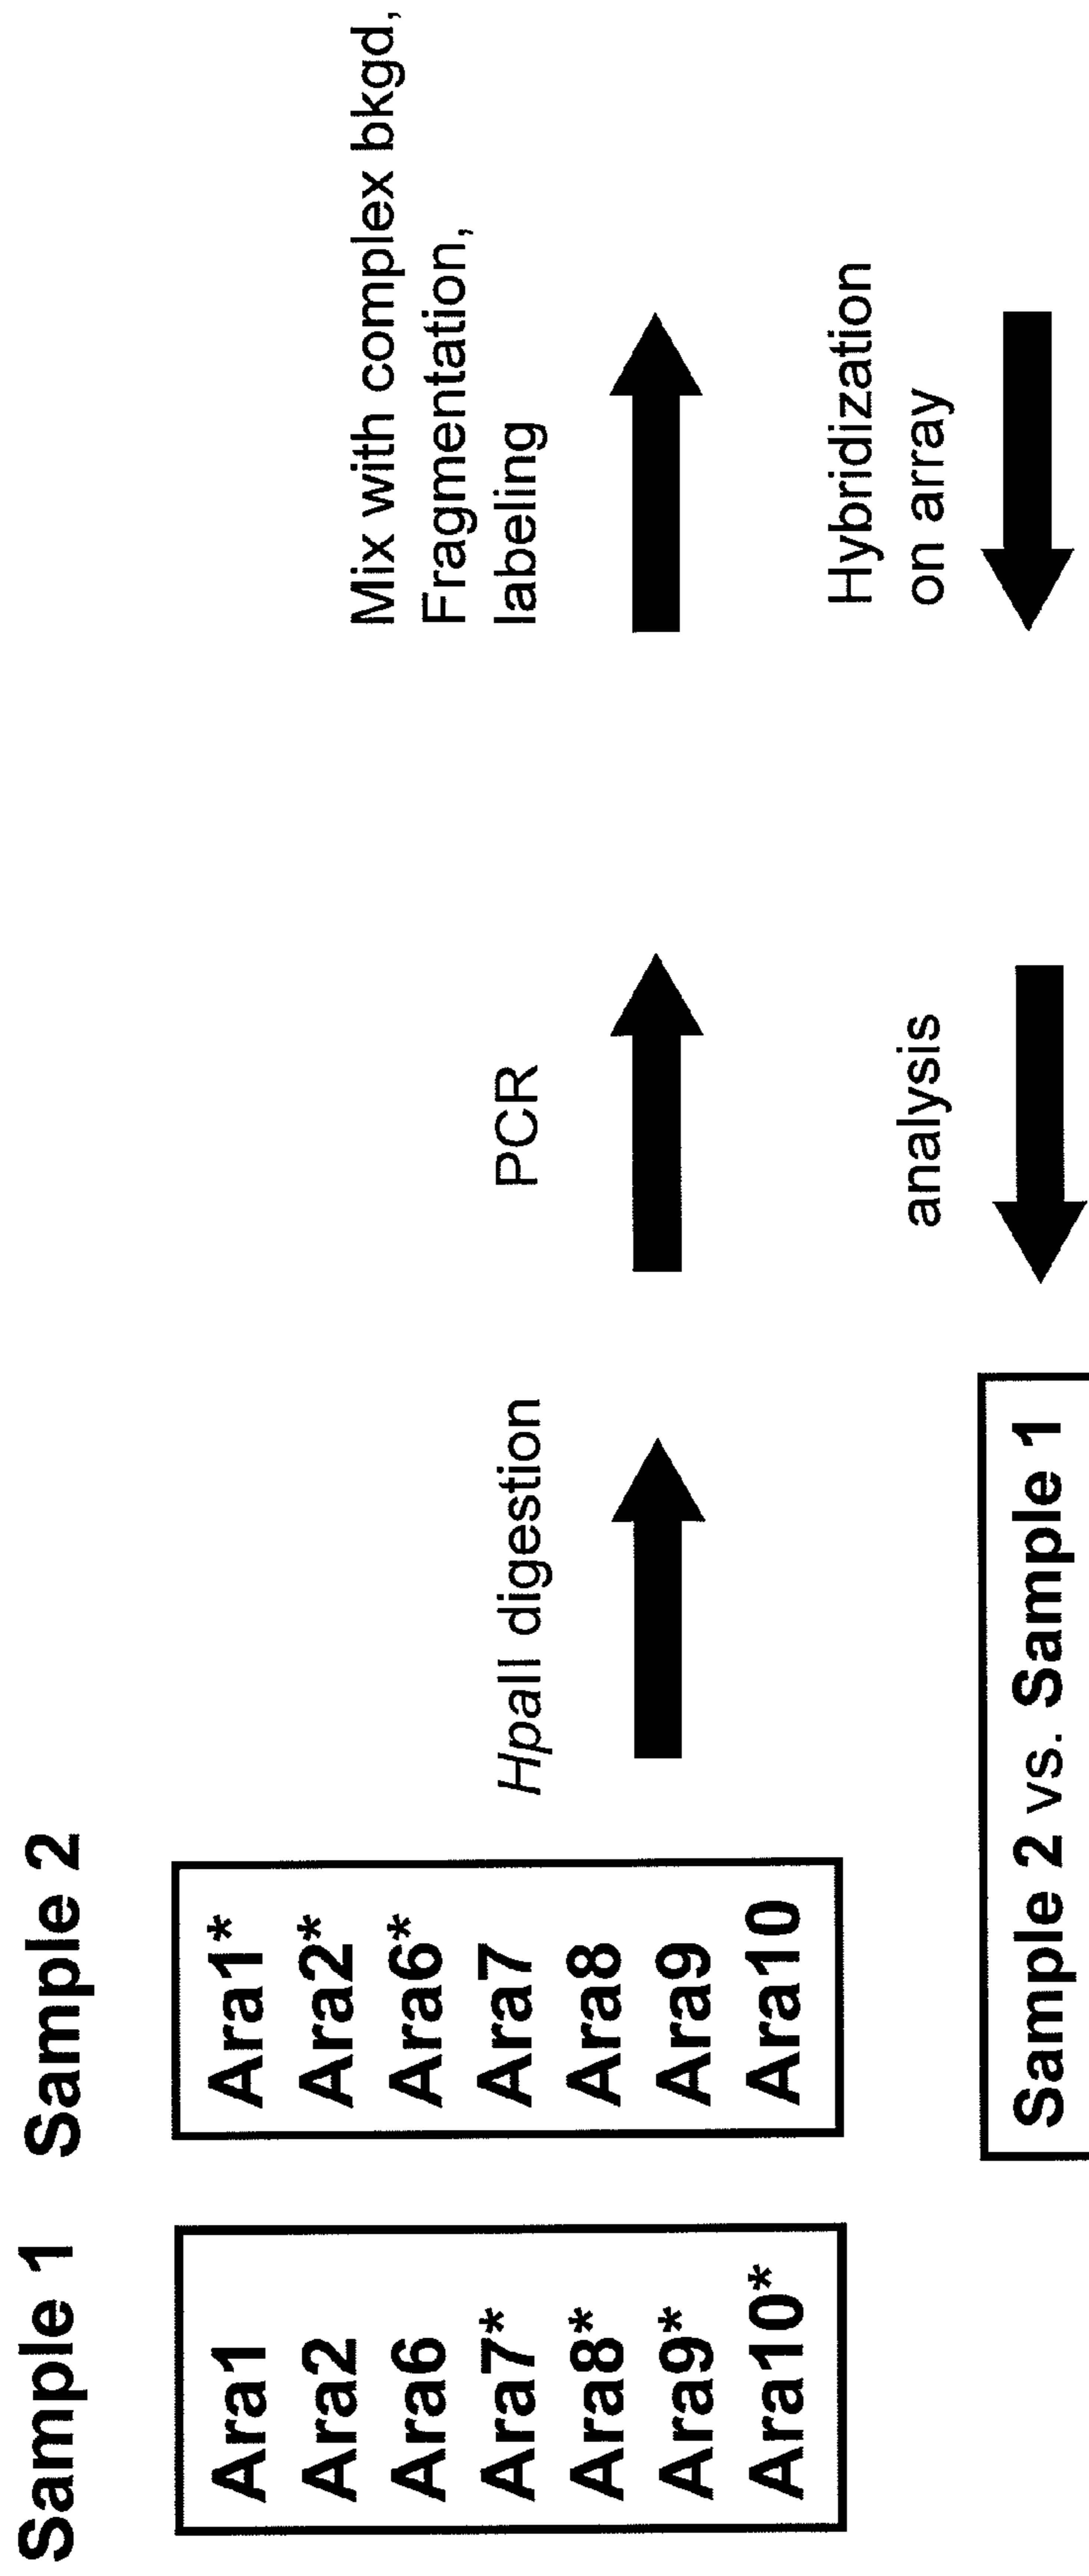 Sample 1 Sample 2
Ara1
Ara2
Ara6
Ara7*
Ara8*
Ara9*
Ara10*
Ara1*
Ara2*
Ara6*
Ara7
Ara8
Ara9
Ara10
HpaII digestion
PCR
Mix with complex bkgd,
Fragmentation,
labeling
Hybridization
on array
analysis
Sample 2 vs. Sample 1